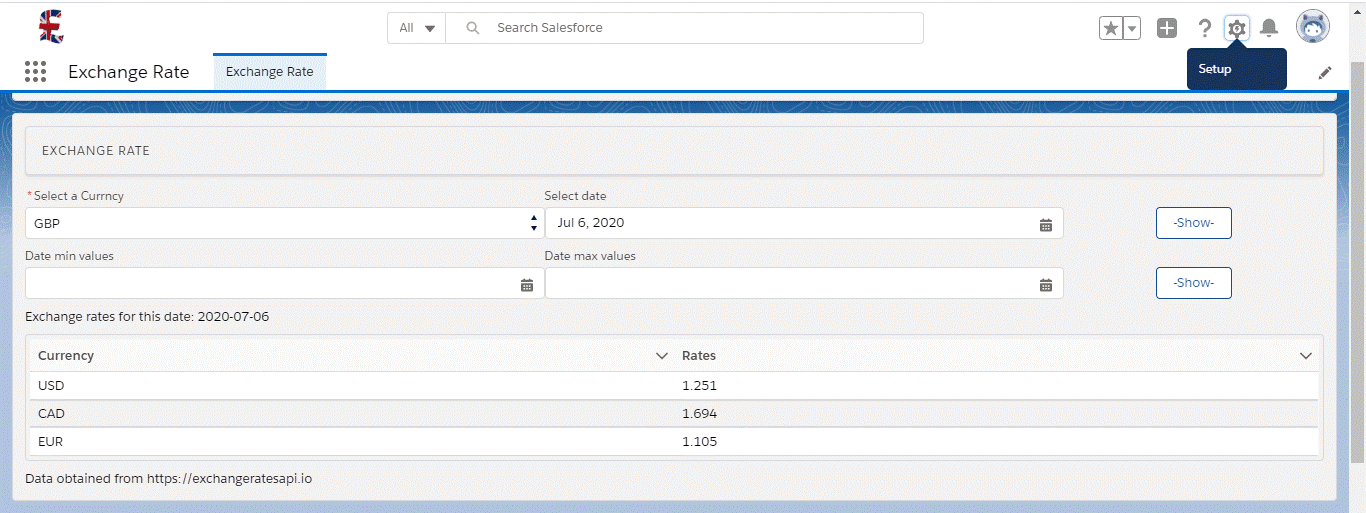 All Search Salesforce
Exchange Rate Exchange Rate Setup
EXCHANGE RATE
*Select a Currncy Select date
GBP Jul 6, 2020 -Show-
Date min values Date max values
-Show-
Exchange rates for this date: 2020-07-06
Currency Rates
USD 1.251
CAD 1.694
EUR 1.105
Data obtained from https://exchangeratesapi.io